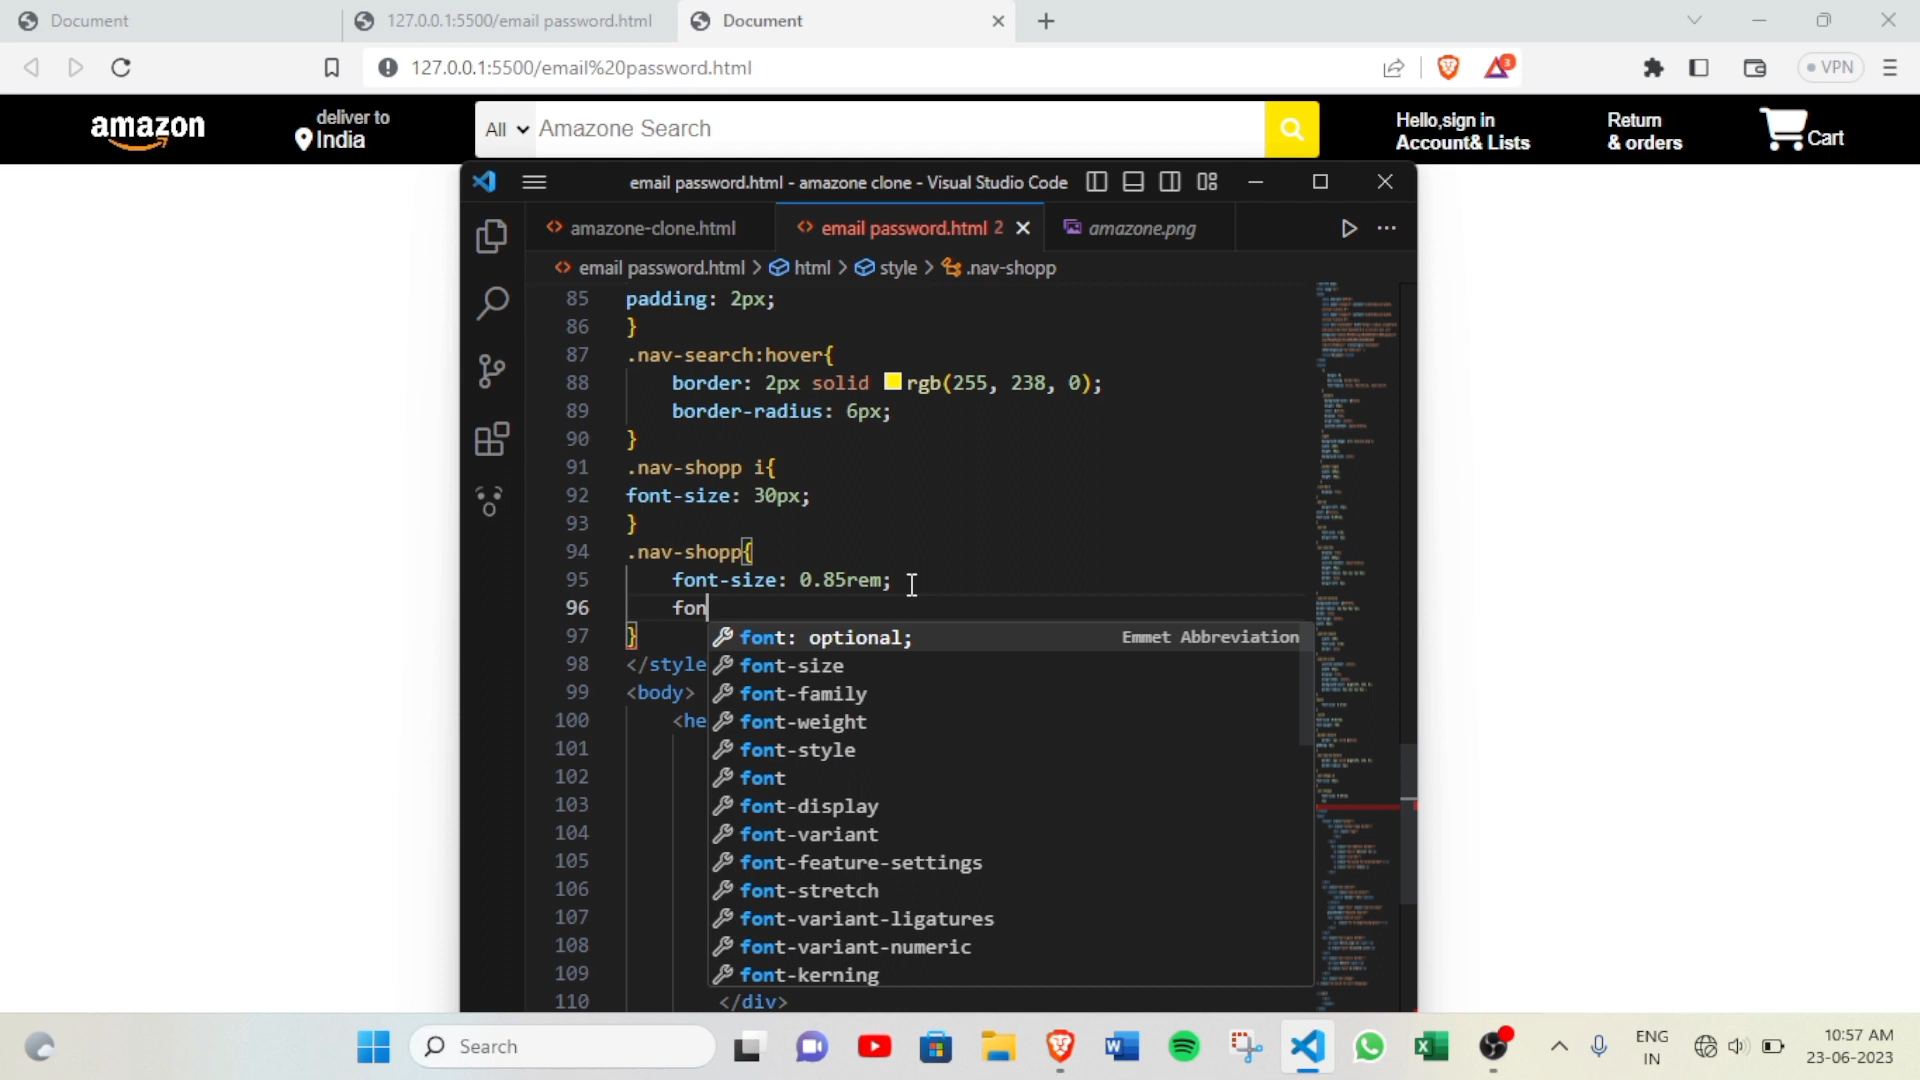 Document
127.0.0.1:5500/email password.html
Document
127.0.0.1:5500/email%20password.html
3
VPN
amazon
deliver to
India
All
Amazone Search
Hello,sign in
Account& Lists
Return
& orders
Cart
email password.html - amazone clone - Visual Studio Code
amazone-clone.html
email password.html 2
amazone.png
email password.html > html > style > .nav-shopp
85 padding: 2px;
86 }
87 .nav-search:hover{
88 border: 2px solid rgb(255, 238, 0);
89 border-radius: 6px;
90 }
91 .nav-shopp i{
92 font-size: 30px;
93 }
94 .nav-shopp{
95 font-size: 0.85rem;
96 fon
97 }
font: optional; Emmet Abbreviation
98 </style
font-size
99 <body>
font-family
100 <he
font-weight
101
font-style
102
font
103
font-display
104
font-variant
105
font-feature-settings
106
font-stretch
107
font-variant-ligatures
108
font-variant-numeric
109
font-kerning
110 </div>
Search
ENG
IN
10:57 AM
23-06-2023